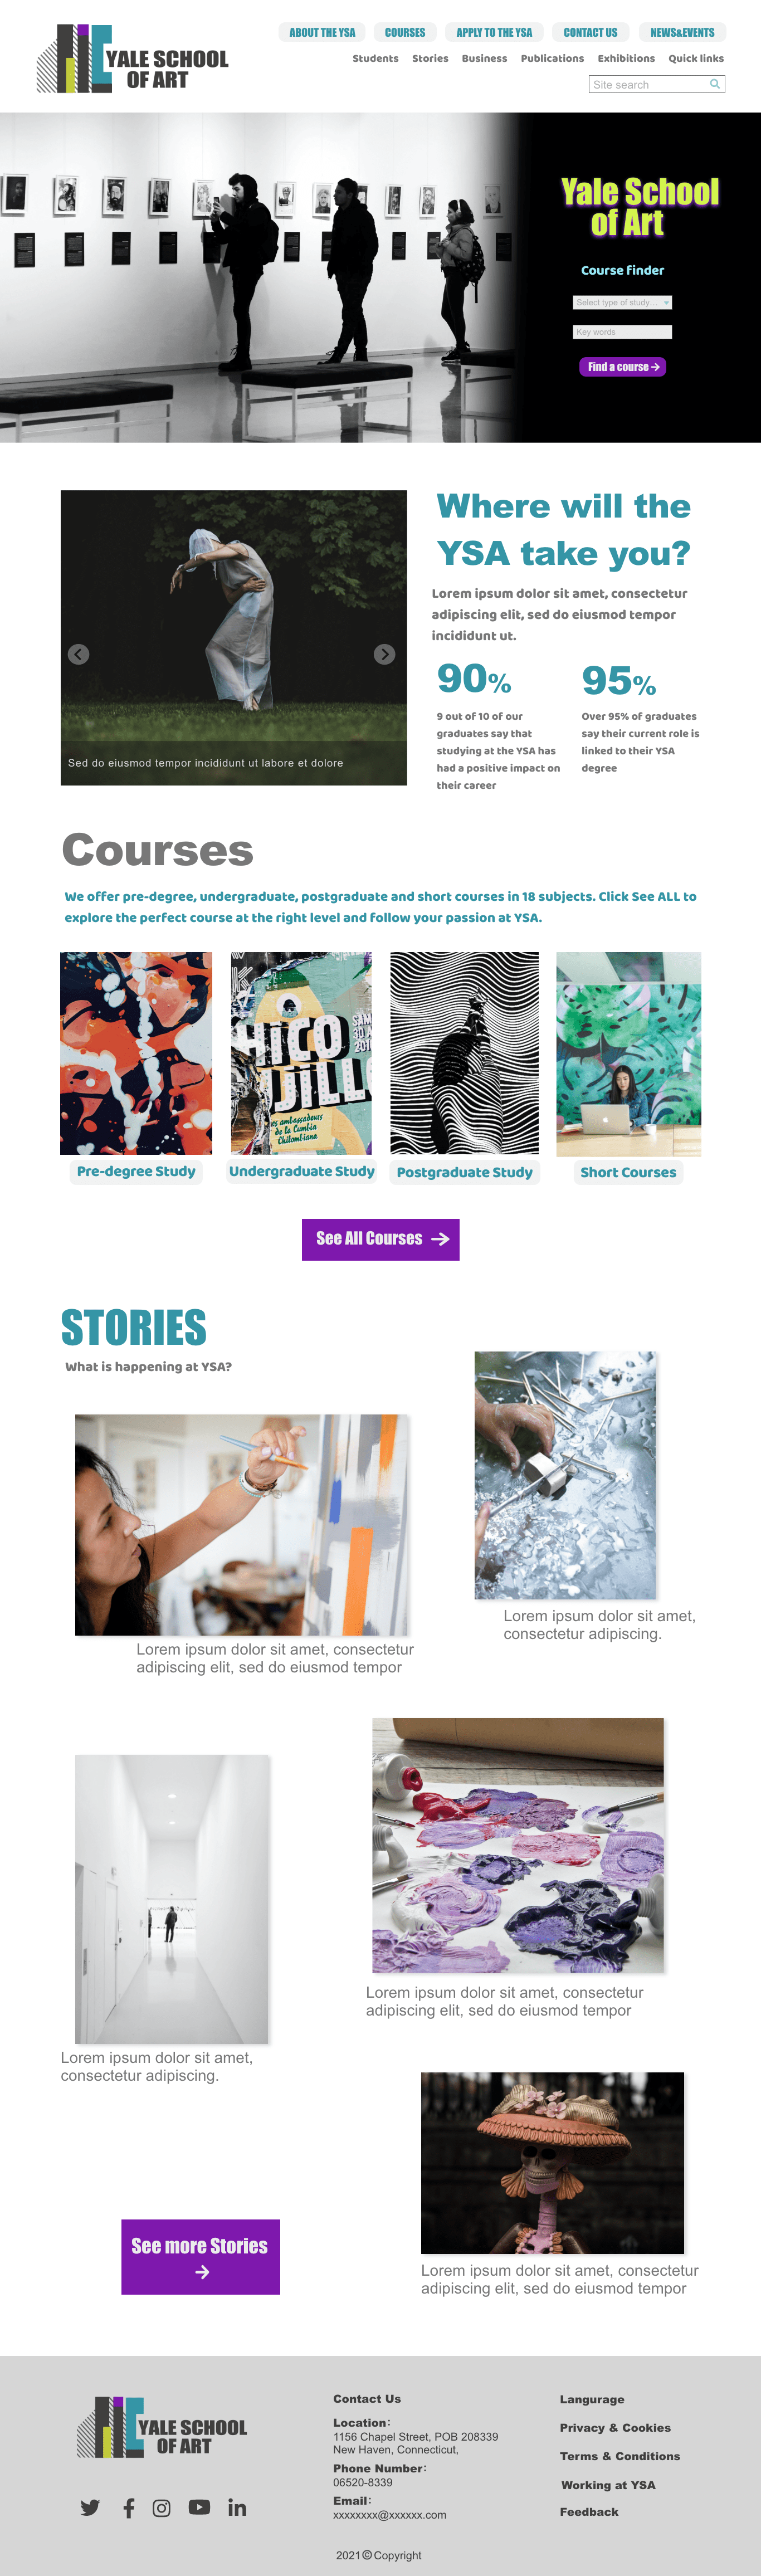 YALE SCHOOL
OF ART
ABOUT THE YSA
COURSES
APPLY TO THE YSA
CONTACT US
NEWS&EVENTS
Students
Stories
Business
Publications
Exhibitions
Quick links
Site search
Yale School
of Art
Course finder
Select type of study...
Key words
Find a course
Where will the
YSA take you?
Lorem ipsum dolor sit amet, consectetur
adipiscing elit, sed do eiusmod tempor
incididunt ut.
90%
9 out of 10 of our
graduates say that
studying at the YSA has
had a positive impact on
their career
95%
Over 95% of graduates
say their current role is
linked to their YSA
degree
Sed do eiusmod tempor incididunt ut labore et dolore
Courses
We offer pre-degree, undergraduate, postgraduate and short courses in 18 subjects. Click See ALL to
explore the perfect course at the right level and follow your passion at YSA.
HICO
UILL
es ambassadeurs
de la Cumbia
Chilombiana
Pre-degree Study
Undergraduate Study
Postgraduate Study
Short Courses
See All Courses
STORIES
What is happening at YSA?
Lorem ipsum dolor sit amet, consectetur
adipiscing elit, sed do eiusmod tempor
Lorem ipsum dolor sit amet,
consectetur adipiscing.
Lorem ipsum dolor sit amet, consectetur
adipiscing elit, sed do eiusmod tempor
Lorem ipsum dolor sit amet,
consectetur adipiscing.
See more Stories
Lorem ipsum dolor sit amet, consectetur
adipiscing elit, sed do eiusmod tempor
YALE SCHOOL
OF ART
Contact Us
Location:
1156 Chapel Street, POB 208339
New Haven, Connecticut,
Phone Number:
06520-8339
Email:
xxxxxxxx@xxxxxx.com
Langurage
Privacy & Cookies
Terms & Conditions
Working at YSA
Feedback
2021 © Copyright